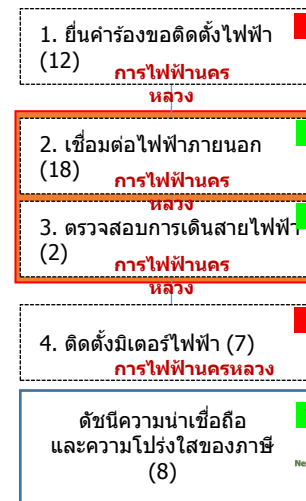 1. ยื่นคำร้องขอติดตั้งไฟฟ้า
(12)
การไฟฟ้านคร
หลวง
2. เชื่อมต่อไฟฟ้าภายนอก
(18)
การไฟฟ้านคร
หลวง
3. ตรวจสอบการเดินสายไฟฟ้า
(2)
การไฟฟ้านคร
หลวง
4. ติดตั้งมิเตอร์ไฟฟ้า (7)
การไฟฟ้านครหลวง
ดัชนีความน่าเชื่อถือ
และความโปร่งใสของภาษี
(8)